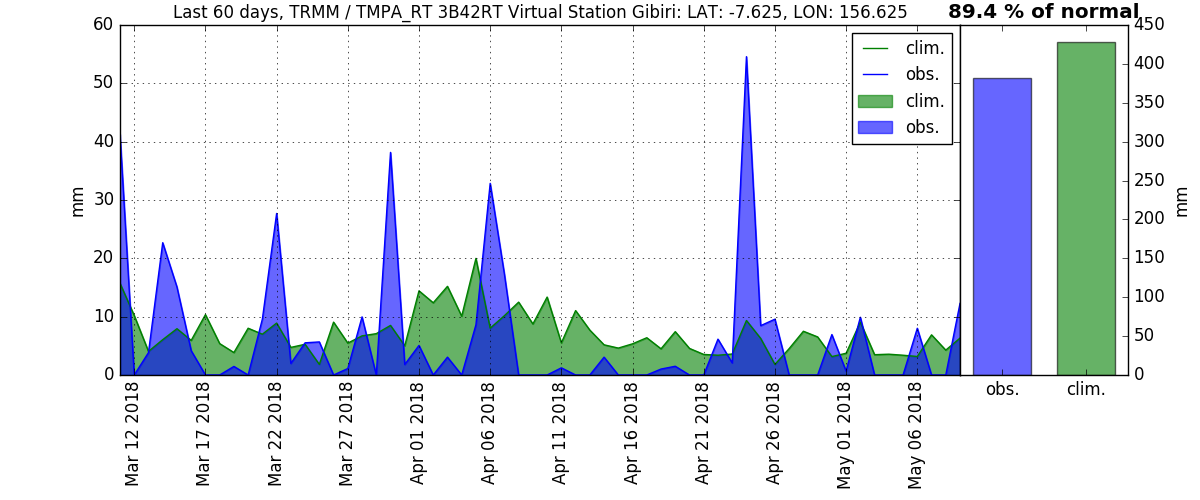 Last 60 days, TRMM / TMPA_RT 3B42RT Virtual Station Gibiri: LAT: -7.625, LON: 156.625
89.4 % of normal
60
50
40
30
20
10
0
mm
clim.
obs.
clim.
obs.
450
400
350
300
250
200
150
100
50
0
mm
obs.
clim.
Mar 12 2018
Mar 17 2018
Mar 22 2018
Mar 27 2018
Apr 01 2018
Apr 06 2018
Apr 11 2018
Apr 16 2018
Apr 21 2018
Apr 26 2018
May 01 2018
May 06 2018